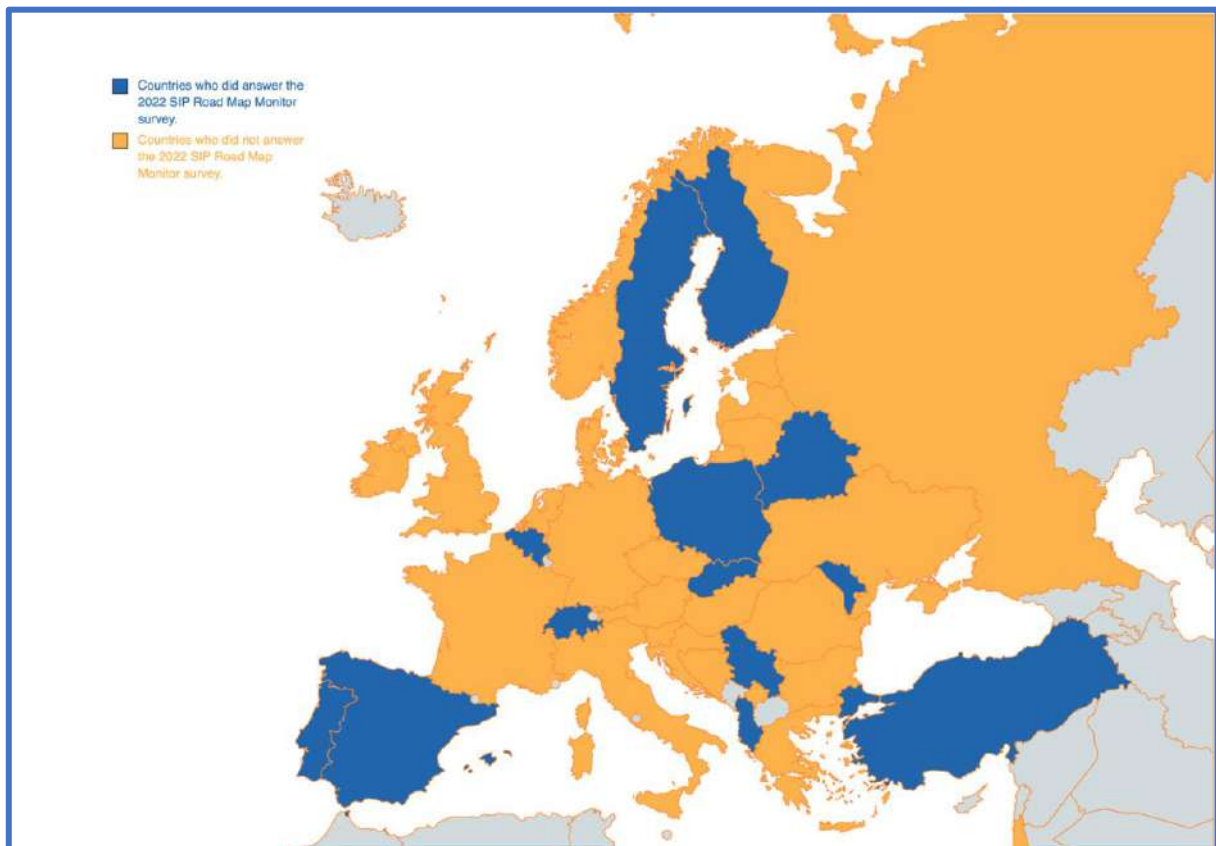 Countries who did answer the
2022 SIP Road Map Monitor
survey.
Countries who did not answer
the 2022 SIP Road Map
Monitor survey.